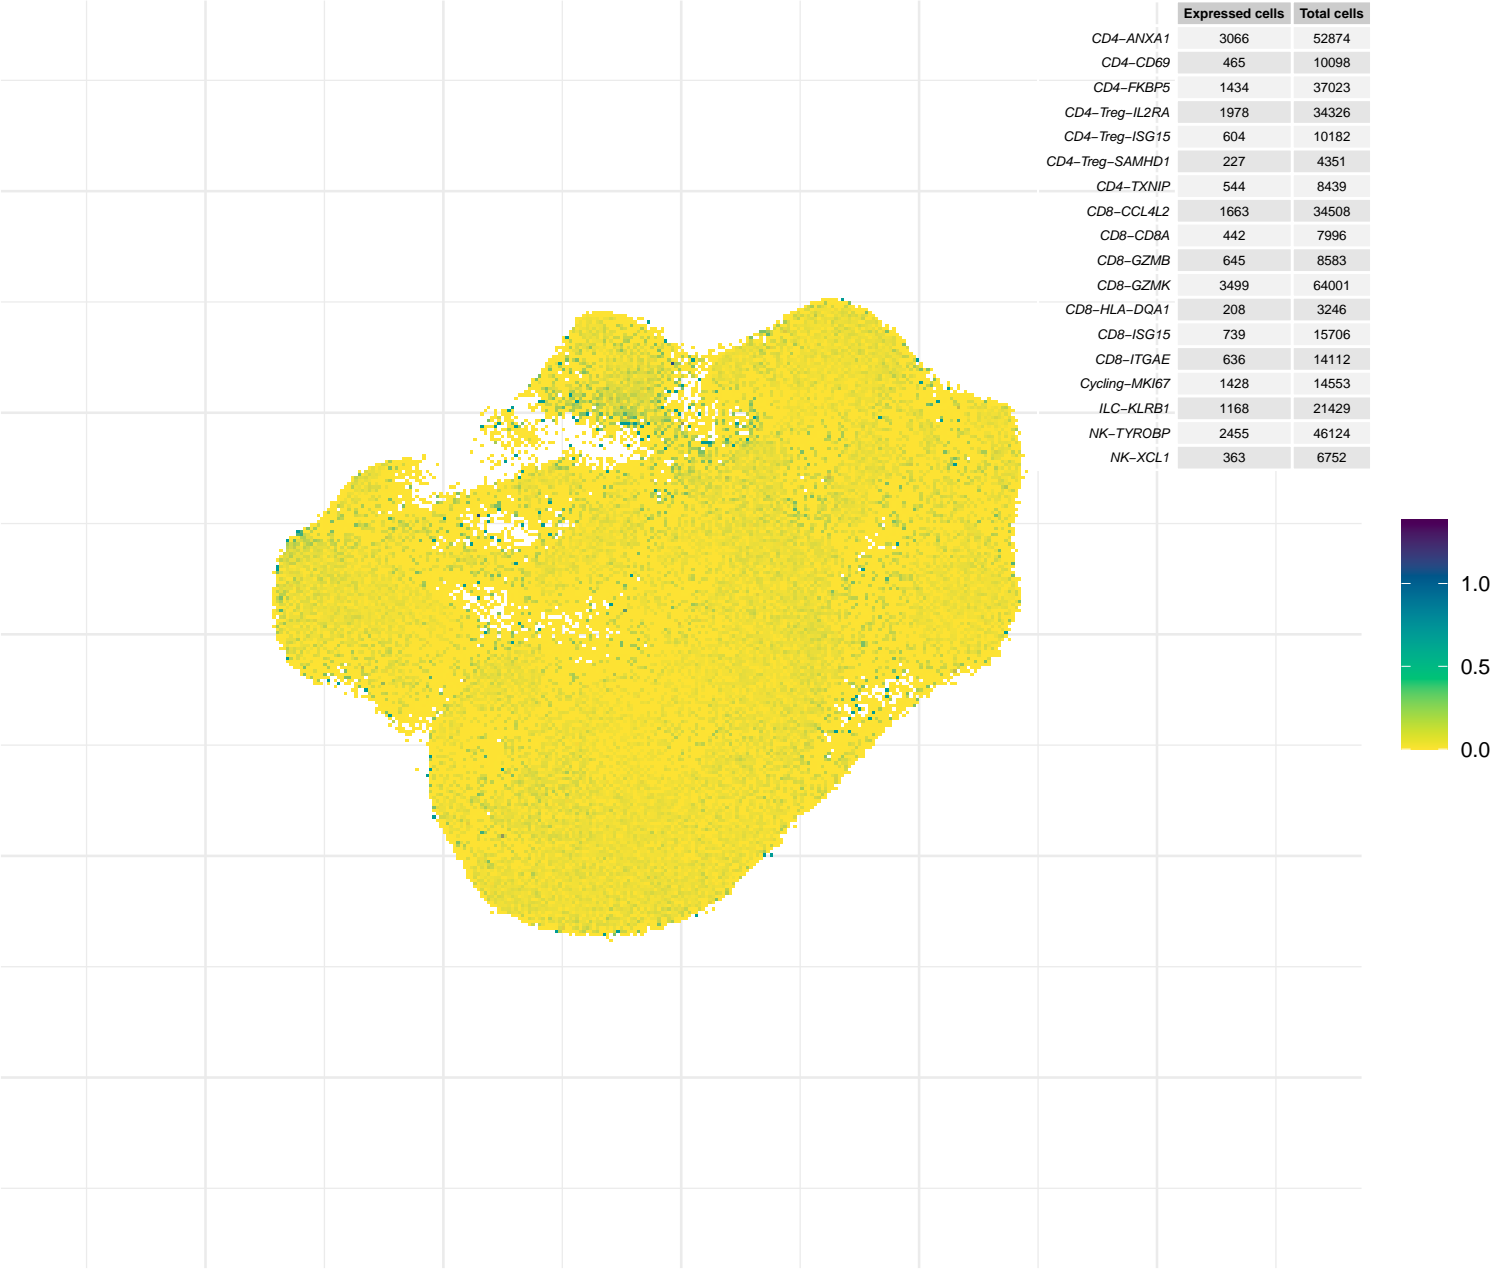 Expressed cells Total cells
CD4−ANXA1 3066 52874
CD4−CD69 465 10098
CD4−FKBP5 1434 37023
CD4−Treg−IL2RA 1978 34326
CD4−Treg−ISG15 604 10182
CD4−Treg−SAMHD1 227 4351
CD4−TXNIP 544 8439
CD8−CCL4L2 1663 34508
CD8−CD8A 442 7996
CD8−GZMB 645 8583
CD8−GZMK 3499 64001
CD8−HLA−DQA1 208 3246
CD8−ISG15 739 15706
CD8−ITGAE 636 14112
Cycling−MKI67 1428 14553
ILC−KLRB1 1168 21429
NK−TYROBP 2455 46124
NK−XCL1 363 6752
1.0
0.5
0.0